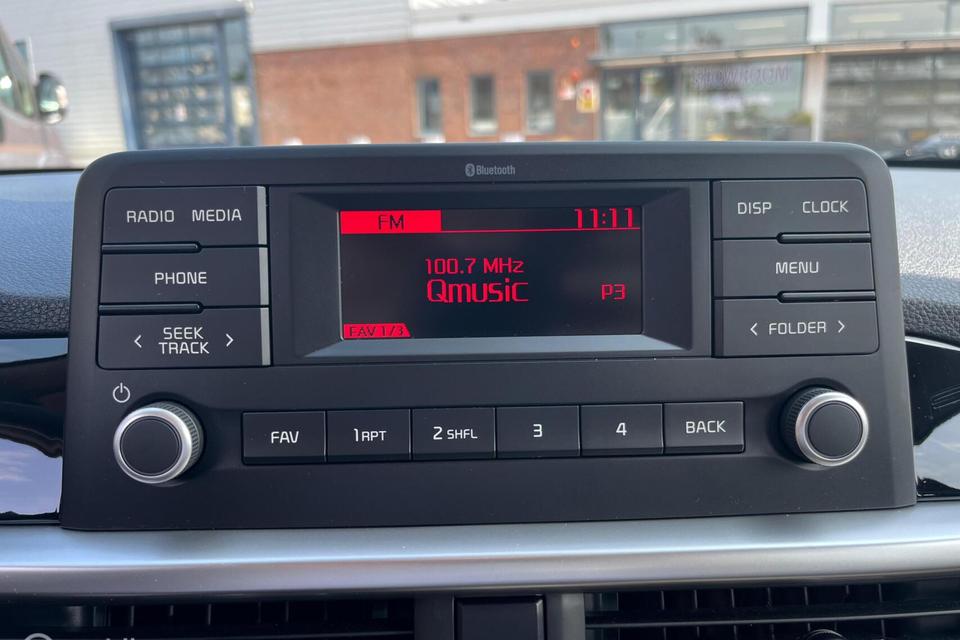 SHOWROOM
Bluetooth
RADIO MEDIA
FM 11:11
DISP CLOCK
PHONE
100.7 MHz
MENU
Qmusic P3
< SEEK TRACK >
FAV 1/3
< FOLDER >
FAV
1 RPT
2 SHFL
3
4
BACK